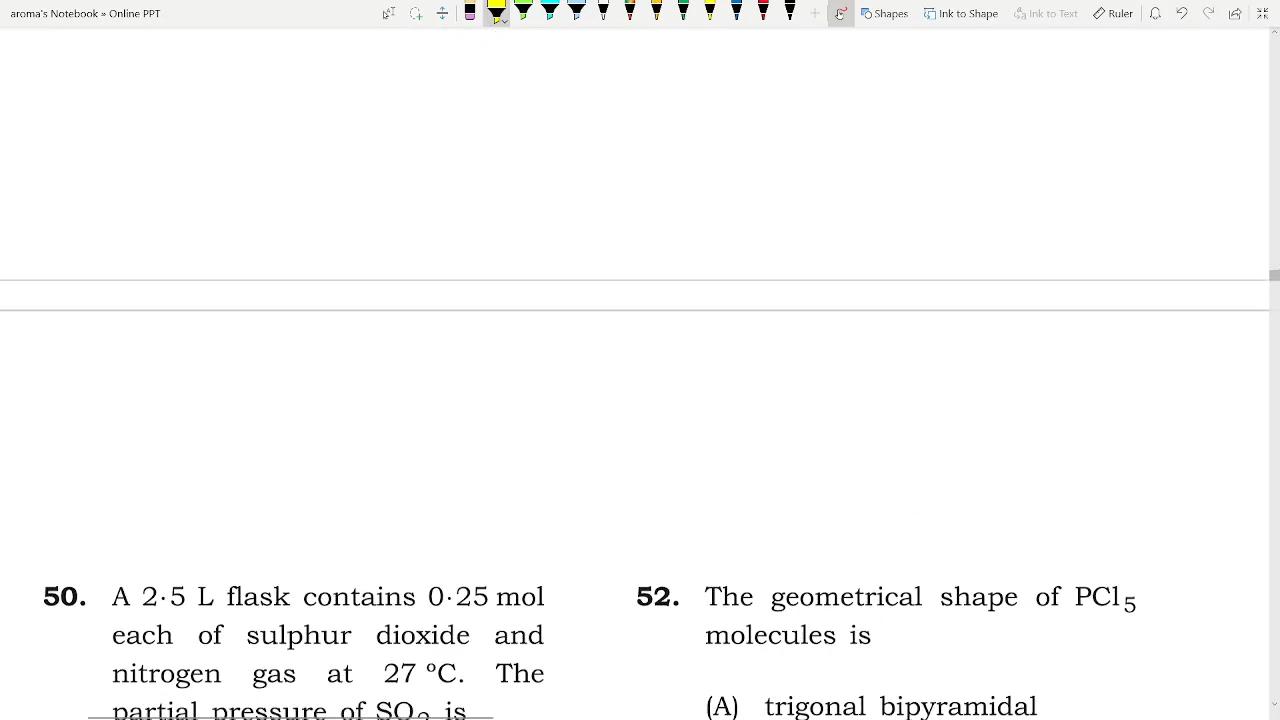 aroma's Notebook » Online PPT
Shapes
Ink to Shape
Ink to Text
Ruler
50. A 2·5 L flask contains 0·25 mol
each of sulphur dioxide and
nitrogen gas at 27 ºC. The
partial pressure of SO2 is
52. The geometrical shape of PCl5
molecules is
(A) trigonal bipyramidal